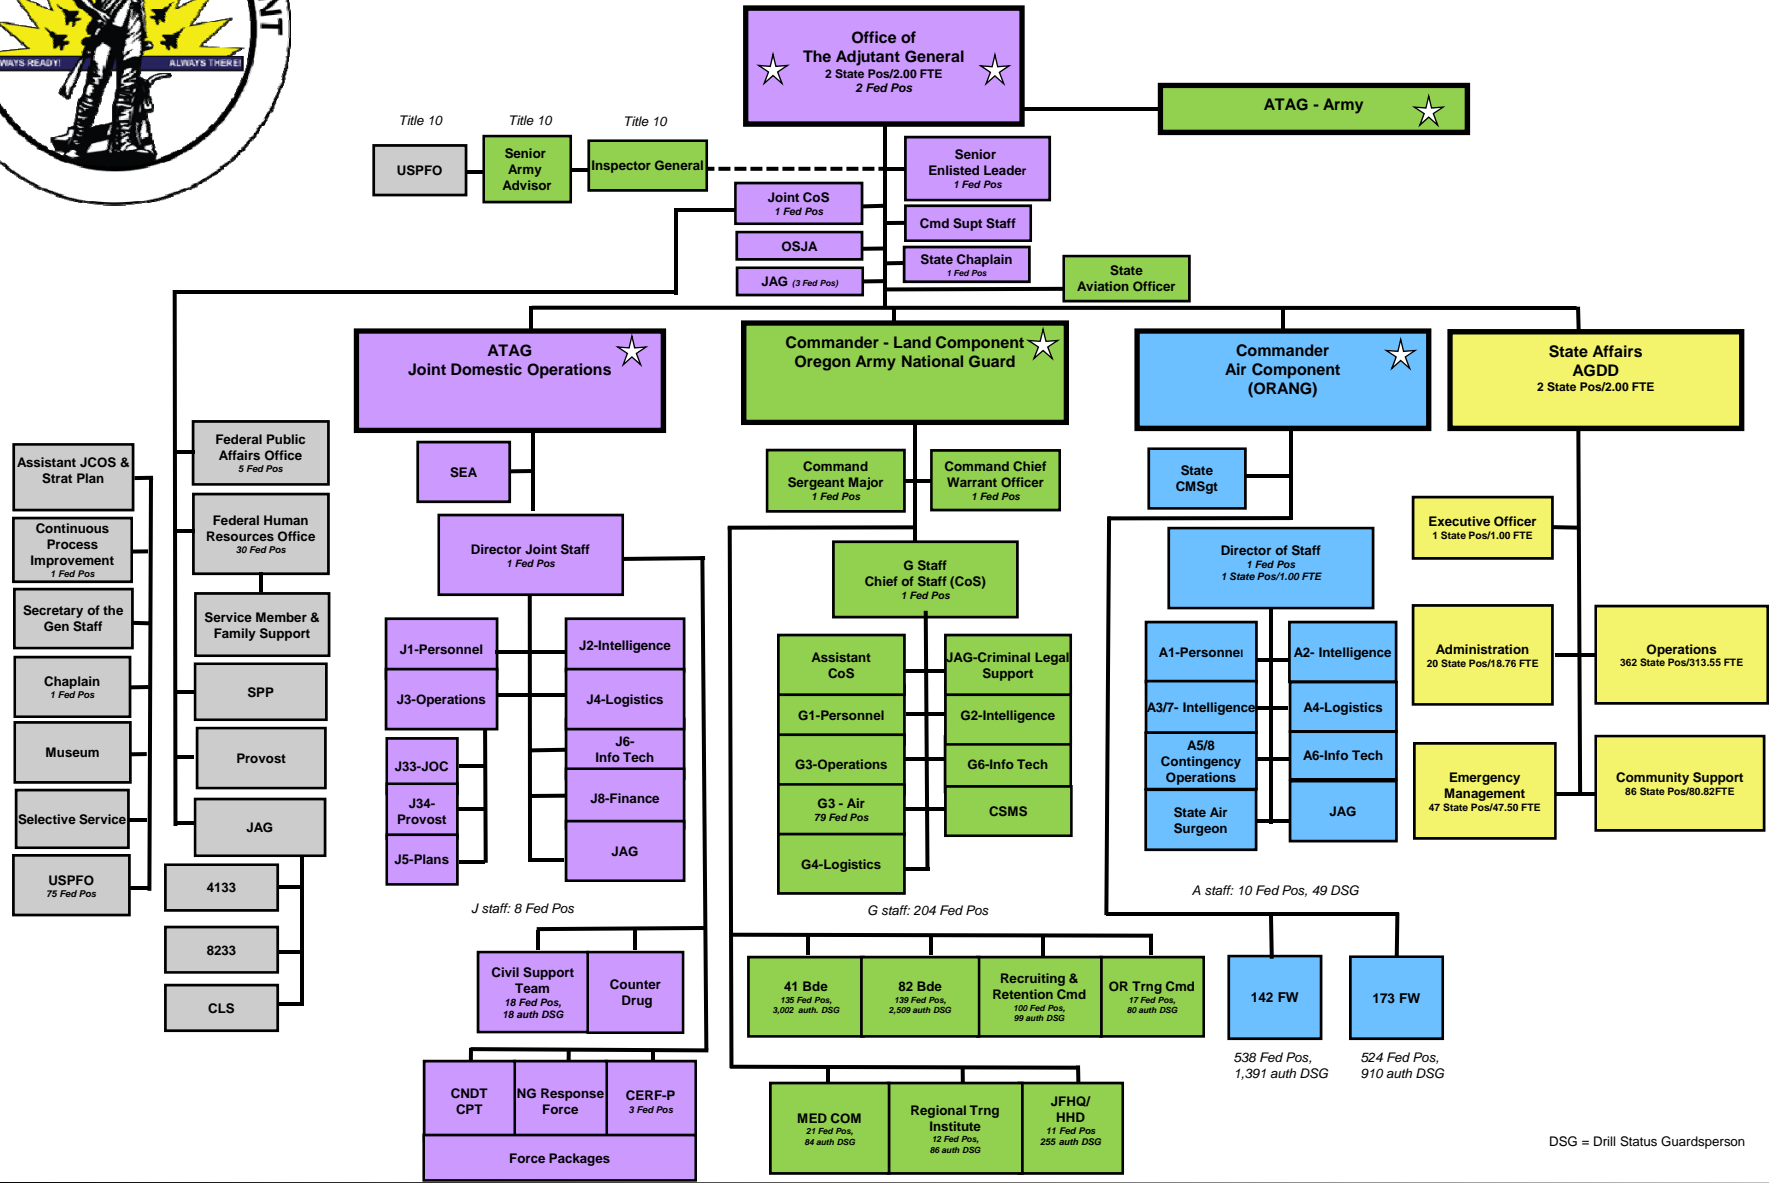 NT
WAYS READY!
ALWAYS THERE!
Office of
The Adjutant General
2 State Pos/2.00 FTE
2 Fed Pos
ATAG - Army
Title 10
Title 10
Title 10
USPFO
Senior
Army
Advisor
Inspector General
Senior
Enlisted Leader
1 Fed Pos
Joint CoS
1 Fed Pos
Cmd Supt Staff
OSJA
State Chaplain
1 Fed Pos
JAG (3 Fed Pos)
State
Aviation Officer
ATAG
Joint Domestic Operations
Commander - Land Component
Oregon Army National Guard
Commander
Air Component
(ORANG)
State Affairs
AGDD
2 State Pos/2.00 FTE
Assistant JCOS &
Strat Plan
Continuous
Process
Improvement
1 Fed Pos
Secretary of the
Gen Staff
Chaplain
1 Fed Pos
Museum
Selective Service
USPFO
75 Fed Pos
Federal Public
Affairs Office
5 Fed Pos
Federal Human
Resources Office
30 Fed Pos
Service Member &
Family Support
SPP
Provost
JAG
4133
8233
CLS
SEA
Director Joint Staff
1 Fed Pos
J1-Personnel
J2-Intelligence
J3-Operations
J4-Logistics
J6-
Info Tech
J33-JOC
J8-Finance
J34-
Provost
J5-Plans
JAG
J staff: 8 Fed Pos
Civil Support
Team
18 Fed Pos,
18 auth DSG
Counter
Drug
CNDT
CPT
NG Response
Force
CERF-P
3 Fed Pos
Force Packages
Command
Sergeant Major
1 Fed Pos
Command Chief
Warrant Officer
1 Fed Pos
G Staff
Chief of Staff (CoS)
1 Fed Pos
Assistant
CoS
JAG-Criminal Legal
Support
G1-Personnel
G2-Intelligence
G3-Operations
G6-Info Tech
G3 - Air
79 Fed Pos
CSMS
G4-Logistics
G staff: 204 Fed Pos
41 Bde
135 Fed Pos,
3,002 auth. DSG
82 Bde
139 Fed Pos,
2,509 auth DSG
Recruiting &
Retention Cmd
100 Fed Pos,
99 auth DSG
OR Trng Cmd
17 Fed Pos,
80 auth DSG
MED COM
21 Fed Pos,
84 auth DSG
Regional Trng
Institute
12 Fed Pos,
86 auth DSG
JFHQ/
HHD
11 Fed Pos
255 auth DSG
State
CMSgt
Director of Staff
1 Fed Pos
1 State Pos/1.00 FTE
A1-Personnel
A2- Intelligence
A3/7- Intelligence
A4-Logistics
A5/8
Contingency
Operations
A6-Info Tech
State Air
Surgeon
JAG
A staff: 10 Fed Pos, 49 DSG
142 FW
173 FW
538 Fed Pos,
1,391 auth DSG
524 Fed Pos,
910 auth DSG
Executive Officer
1 State Pos/1.00 FTE
Administration
20 State Pos/18.76 FTE
Operations
362 State Pos/313.55 FTE
Emergency
Management
47 State Pos/47.50 FTE
Community Support
86 State Pos/80.82FTE
DSG = Drill Status Guardsperson